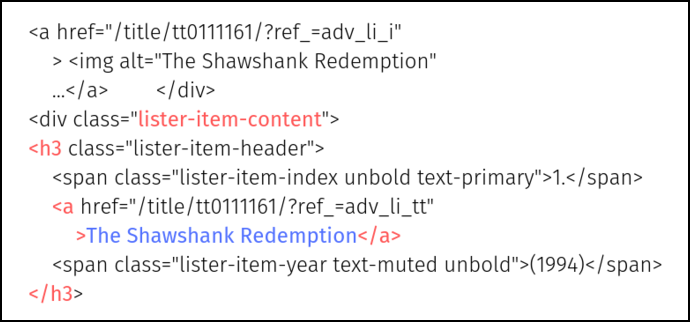 <a href="/title/tt0111161/?ref_=adv_li_i"
> <img alt="The Shawshank Redemption"
...</a> </div>
<div class="lister-item-content">
<h3 class="lister-item-header">
<span class="lister-item-index unbold text-primary">1.</span>
<a href="/title/tt0111161/?ref_=adv_li_tt"
>The Shawshank Redemption</a>
<span class="lister-item-year text-muted unbold">(1994)</span>
</h3>